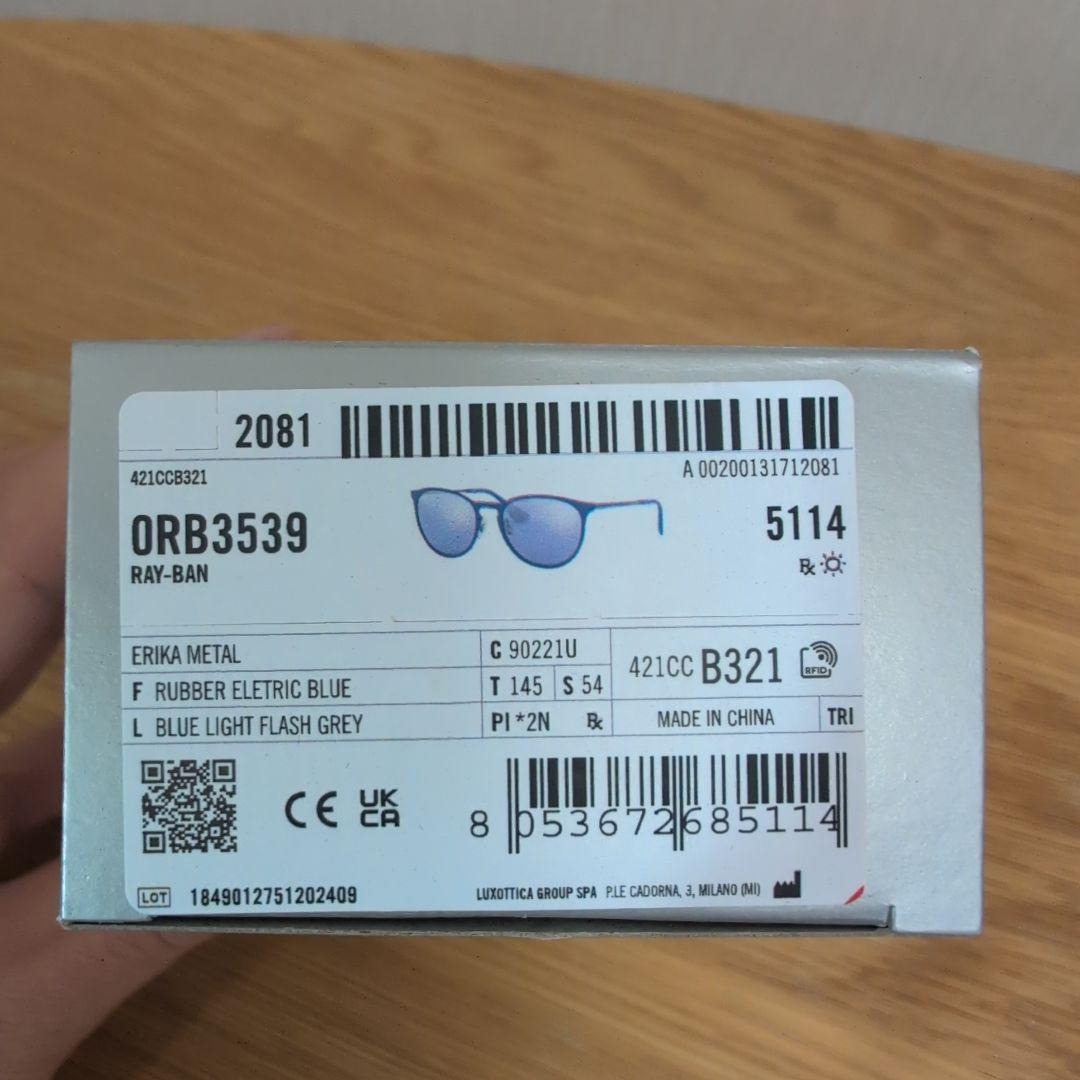 2081
421CCB321
A 00200131712081
0RB3539
5114
RAY-BAN
Rx
ERIKA METAL
C 90221U
F RUBBER ELETRIC BLUE
T 145
S 54
421CC B321
RFID
L BLUE LIGHT FLASH GREY
PI *2N
Rx
MADE IN CHINA
TRI
CE
UK
CA
8 053672 685114
LOT 1849012751202409
LUXOTTICA GROUP SPA P.LE CADORNA, 3, MILANO (MI)